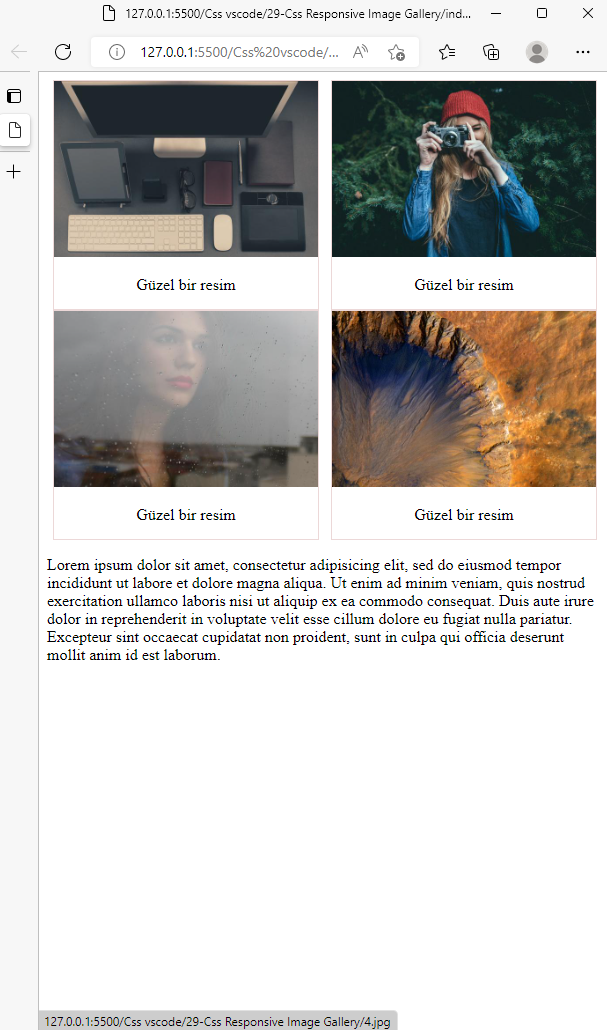 127.0.0.1:5500/Css vscode/29-Css Responsive Image Gallery/ind...
127.0.0.1:5500/Css%20vscode/...
Güzel bir resim
Güzel bir resim
Güzel bir resim
Güzel bir resim
Lorem ipsum dolor sit amet, consectetur adipisicing elit, sed do eiusmod tempor
incididunt ut labore et dolore magna aliqua. Ut enim ad minim veniam, quis nostrud
exercitation ullamco laboris nisi ut aliquip ex ea commodo consequat. Duis aute irure
dolor in reprehenderit in voluptate velit esse cillum dolore eu fugiat nulla pariatur.
Excepteur sint occaecat cupidatat non proident, sunt in culpa qui officia deserunt
mollit anim id est laborum.
127.0.0.1:5500/Css vscode/29-Css Responsive Image Gallery/4.jpg